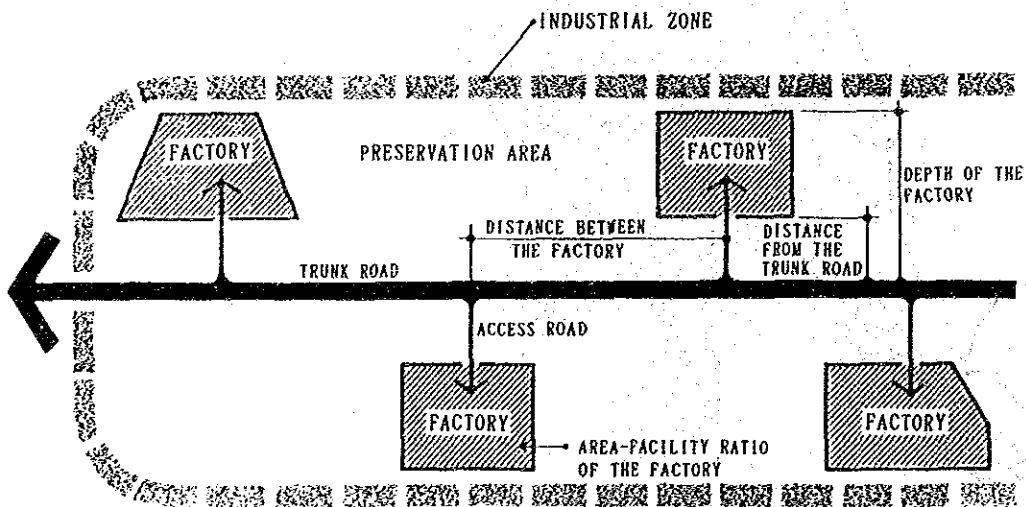 INDUSTRIAL ZONE
FACTORY
PRESERVATION AREA
FACTORY
DEPTH OF THE
FACTORY
DISTANCE BETWEEN
THE FACTORY
DISTANCE
FROM THE
TRUNK ROAD
TRUNK ROAD
ACCESS ROAD
FACTORY
FACTORY
AREA-FACILITY RATIO
OF THE FACTORY